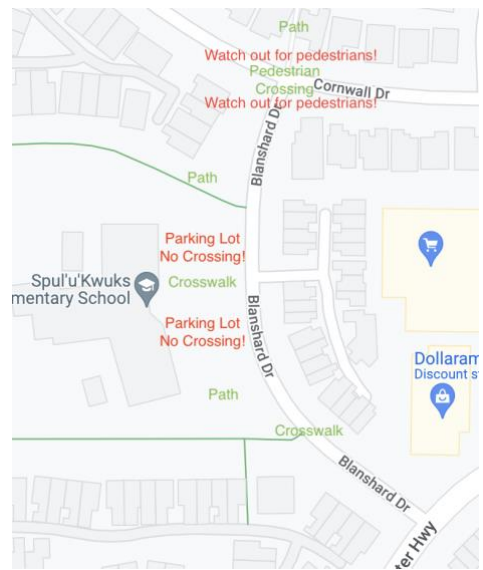 Path
Watch out for pedestrians!
Pedestrian
Crossing
Cornwall Dr
Watch out for pedestrians!
Blanshard Dr
Path
Parking Lot
No Crossing!
Spul'u'Kwuks
mentary School
Crosswalk
Parking Lot
No Crossing!
Blanshard Dr
Dollaram
Discount st
Path
Crosswalk
Blanshard Dr
ter Hwy